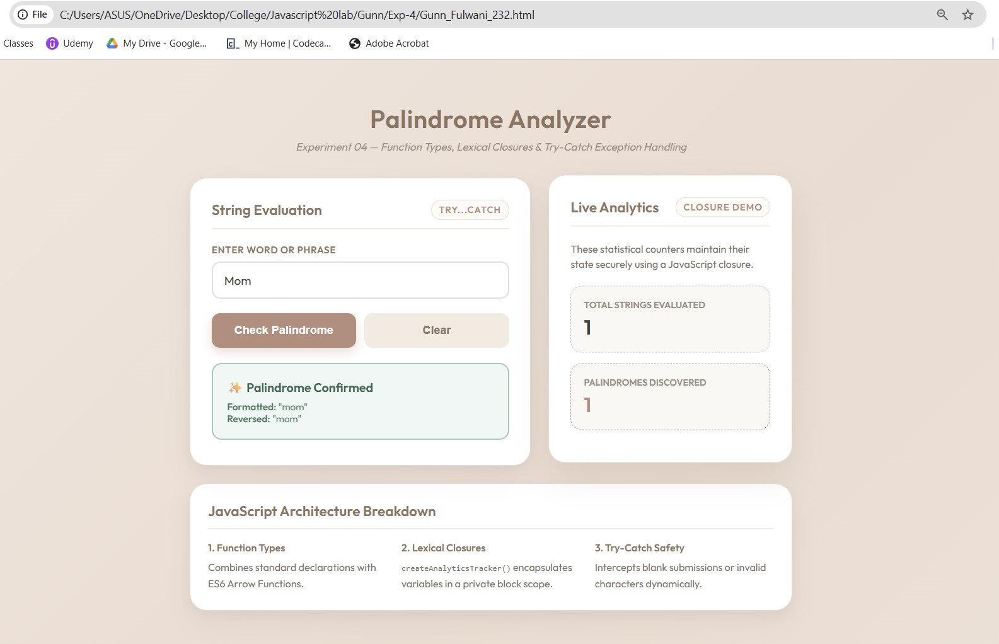 File C:/Users/ASUS/OneDrive/Desktop/College/Javascript%20lab/Gunn/Exp-4/Gunn_Fulwani_232.html
Classes Udemy My Drive - Google... My Home | Codeca... Adobe Acrobat
Palindrome Analyzer
Experiment 04 — Function Types, Lexical Closures & Try-Catch Exception Handling
String Evaluation
TRY...CATCH
ENTER WORD OR PHRASE
Mom
Check Palindrome
Clear
✨ Palindrome Confirmed
Formatted: "mom"
Reversed: "mom"
Live Analytics
CLOSURE DEMO
These statistical counters maintain their
state securely using a JavaScript closure.
TOTAL STRINGS EVALUATED
1
PALINDROMES DISCOVERED
1
JavaScript Architecture Breakdown
1. Function Types
Combines standard declarations with
ES6 Arrow Functions.
2. Lexical Closures
createAnalyticsTracker() encapsulates
variables in a private block scope.
3. Try-Catch Safety
Intercepts blank submissions or invalid
characters dynamically.